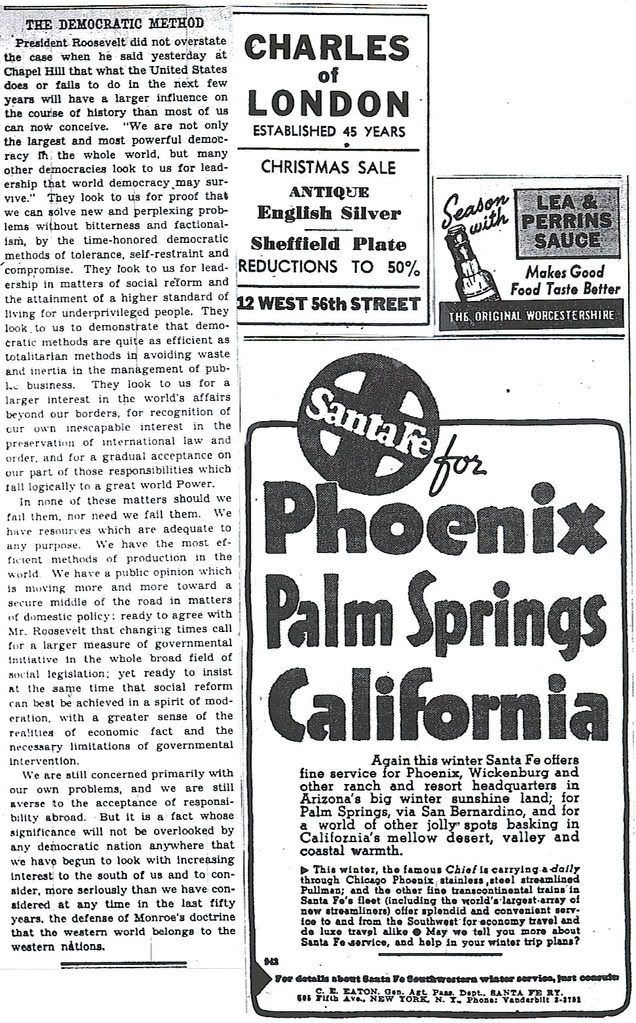 THE DEMOCRATIC METHOD
President Roosevelt did not overstate
the case when he said yesterday at
Chapel Hill that what the United States
does or fails to do in the next few
years will have a larger influence on
the course of history than most of us
can now conceive. "We are not only
the largest and most powerful democ-
racy in the whole world, but many
other democracies look to us for lead-
ership that world democracy may sur-
vive." They look to us for proof that
we can solve new and perplexing prob-
lems without bitterness and factional-
ism, by the time-honored democratic
methods of tolerance, self-restraint and
compromise. They look to us for lead-
ership in matters of social reform and
the attainment of a higher standard of
living for underprivileged people. They
look to us to demonstrate that demo-
cratic methods are quite as efficient as
totalitarian methods in avoiding waste
and inertia in the management of pub-
lic business. They look to us for a
larger interest in the world's affairs
beyond our borders, for recognition of
our own inescapable interest in the
preservation of international law and
order, and for a gradual acceptance on
our part of those responsibilities which
fall logically to a great world Power.
In none of these matters should we
fail them, nor need we fail them. We
have resources which are adequate to
any purpose. We have the most ef-
ficient methods of production in the
world. We have a public opinion which
is moving more and more toward a
secure middle of the road in matters
of domestic policy; ready to agree with
Mr. Roosevelt that changing times call
for a larger measure of governmental
initiative in the whole broad field of
social legislation; yet ready to insist
at the same time that social reform
can best be achieved in a spirit of mod-
eration, with a greater sense of the
realities of economic fact and the
necessary limitations of governmental
intervention.
We are still concerned primarily with
our own problems, and we are still
averse to the acceptance of responsi-
bility abroad. But it is a fact whose
significance will not be overlooked by
any democratic nation anywhere that
we have begun to look with increasing
interest to the south of us and to con-
sider, more seriously than we have con-
sidered at any time in the last fifty
years, the defense of Monroe's doctrine
that the western world belongs to the
western nations.
CHARLES
of
LONDON
ESTABLISHED 45 YEARS
CHRISTMAS SALE
ANTIQUE
English Silver
Sheffield Plate
REDUCTIONS TO 50%
12 WEST 56th STREET
Season
with
LEA &
PERRINS
SAUCE
Makes Good
Food Taste Better
THE ORIGINAL WORCESTERSHIRE
Santa Fe
for
Phoenix
Palm Springs
California
Again this winter Santa Fe offers
fine service for Phoenix, Wickenburg and
other ranch and resort headquarters in
Arizona's big winter sunshine land; for
Palm Springs, via San Bernardino, and for
a world of other jolly spots basking in
California's mellow desert, valley and
coastal warmth.
▶ This winter, the famous Chief is carrying a daily
through Chicago Phoenix, stainless steel streamlined
Pullman; and the other fine transcontinental trains in
Santa Fe's fleet (including the world's largest array of
new streamliners) offer splendid and convenient serv-
ice to and from the Southwest for economy travel and
de luxe travel alike ● May we tell you more about
Santa Fe service, and help in your winter trip plans?
943
For details about Santa Fe Southwestern winter service, just consult:
C. E. EATON, Gen. Agt. Pass. Dept., SANTA FE RY.
505 Fifth Ave., NEW YORK, N. Y., Phone: Vanderbilt 3-3791